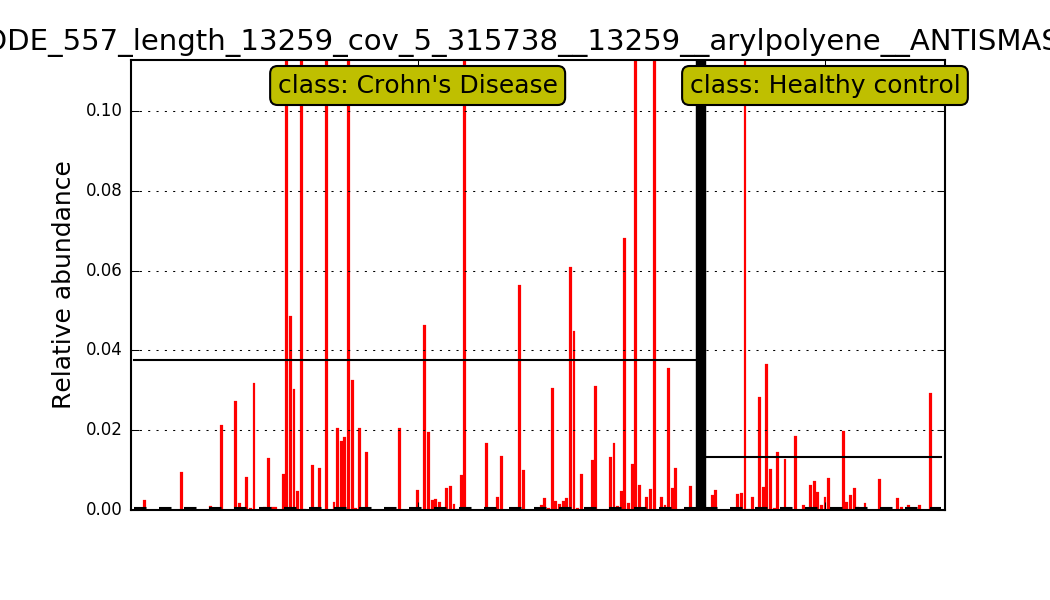 ODE_557_length_13259_cov_5_315738__13259__arylpolyene__ANTISMAS
class: Crohn's Disease
class: Healthy control
Relative abundance
0.10
0.08
0.06
0.04
0.02
0.00